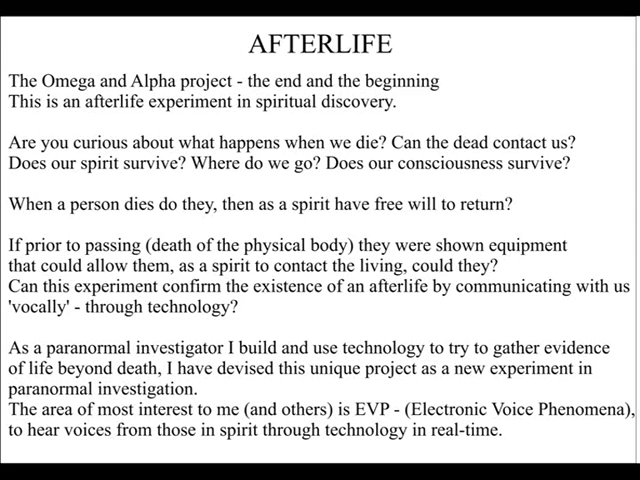 AFTERLIFE
The Omega and Alpha project - the end and the beginning
This is an afterlife experiment in spiritual discovery.
Are you curious about what happens when we die? Can the dead contact us?
Does our spirit survive? Where do we go? Does our consciousness survive?
When a person dies do they, then as a spirit have free will to return?
If prior to passing (death of the physical body) they were shown equipment
that could allow them, as a spirit to contact the living, could they?
Can this experiment confirm the existence of an afterlife by communicating with us
'vocally' - through technology?
As a paranormal investigator I build and use technology to try to gather evidence
of life beyond death, I have devised this unique project as a new experiment in
paranormal investigation.
The area of most interest to me (and others) is EVP - (Electronic Voice Phenomena),
to hear voices from those in spirit through technology in real-time.